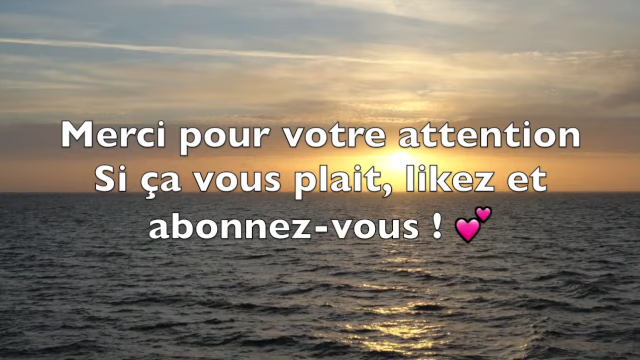 Merci pour votre attention
Si ça vous plait, likez et
abonnez-vous ! 💕